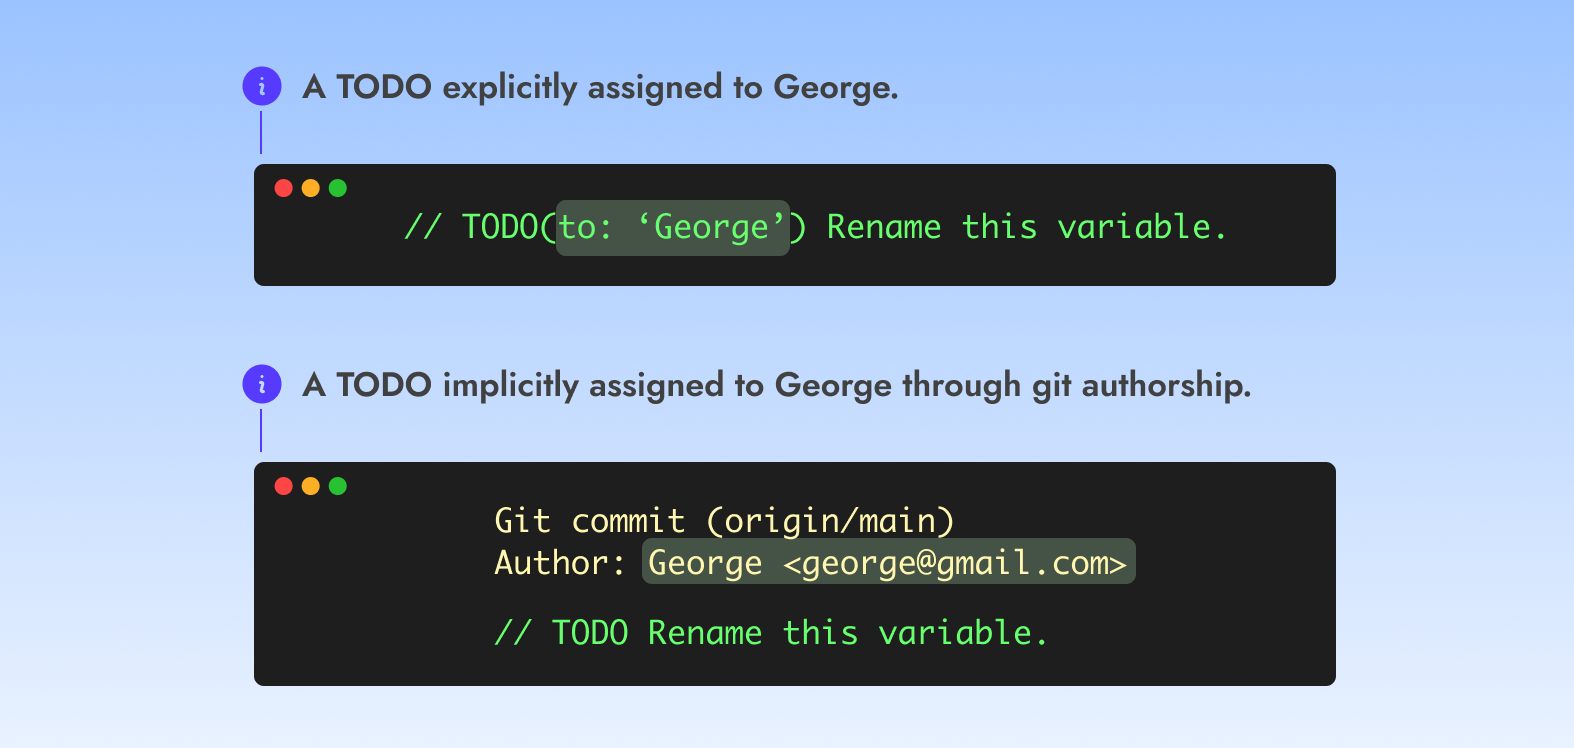 i A TODO explicitly assigned to George.
// TODO(to: ‘George’) Rename this variable.
i A TODO implicitly assigned to George through git authorship.
Git commit (origin/main)
Author: George <george@gmail.com>
// TODO Rename this variable.